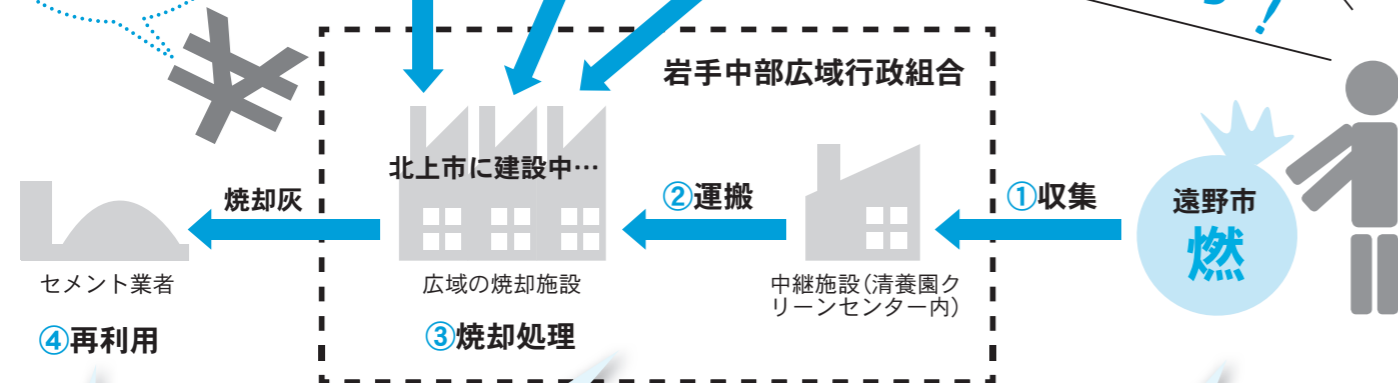 岩手中部広域行政組合
北上市に建設中…
焼却灰
②運搬
①収集
遠野市
燃
セメント業者
広域の焼却施設
中継施設(清養園ク
リーンセンター内)
④再利用
③焼却処理